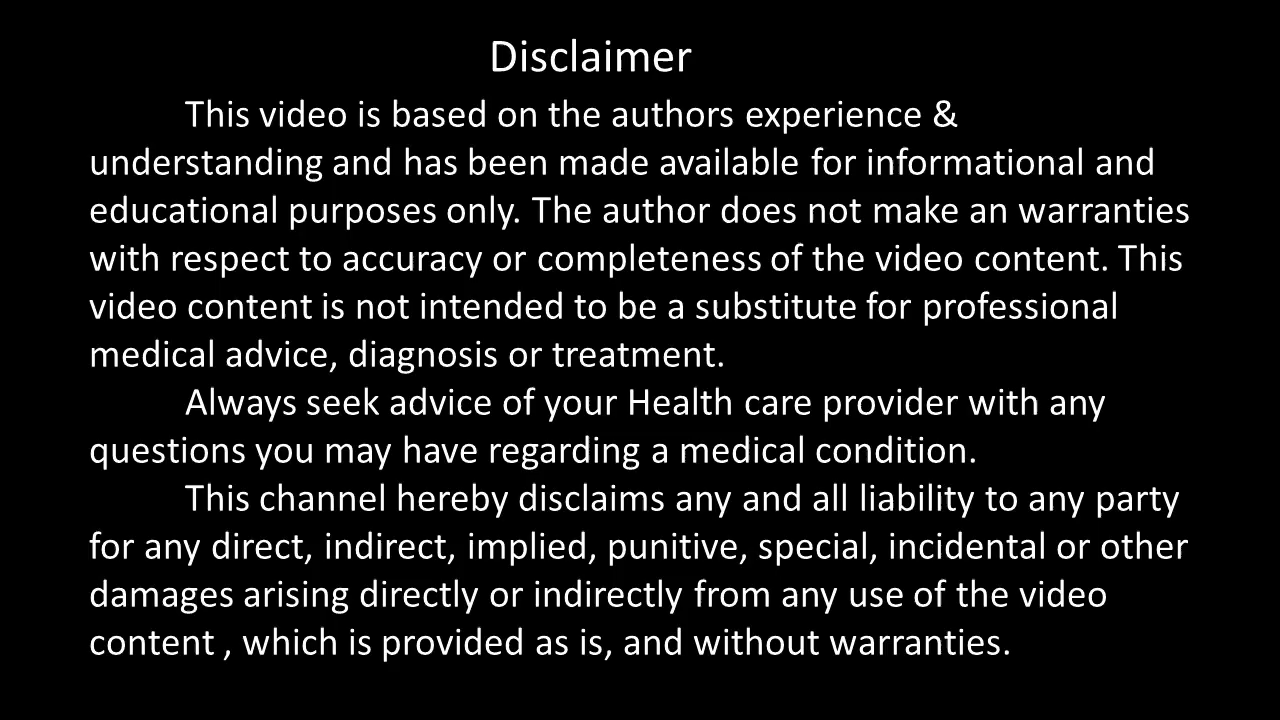 Disclaimer
This video is based on the authors experience &
understanding and has been made available for informational and
educational purposes only. The author does not make an warranties
with respect to accuracy or completeness of the video content. This
video content is not intended to be a substitute for professional
medical advice, diagnosis or treatment.
Always seek advice of your Health care provider with any
questions you may have regarding a medical condition.
This channel hereby disclaims any and all liability to any party
for any direct, indirect, implied, punitive, special, incidental or other
damages arising directly or indirectly from any use of the video
content , which is provided as is, and without warranties.